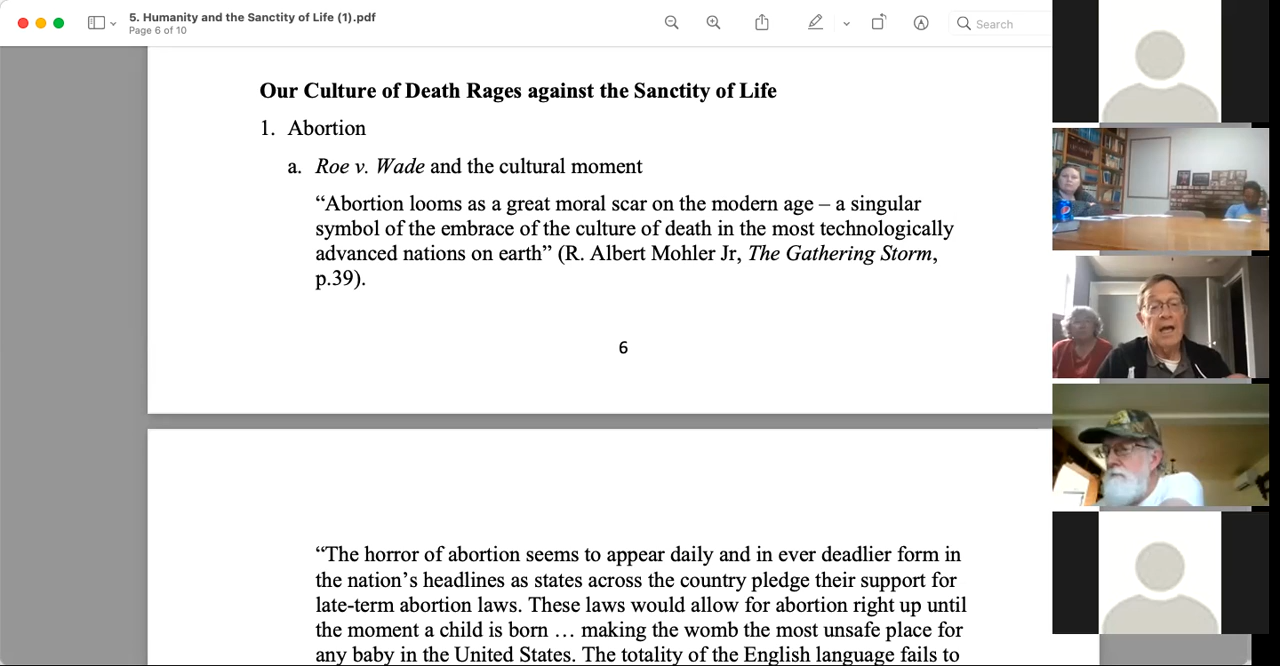 5. Humanity and the Sanctity of Life (1).pdf
Page 6 of 10
Search
Our Culture of Death Rages against the Sanctity of Life
1. Abortion
a. Roe v. Wade and the cultural moment
“Abortion looms as a great moral scar on the modern age – a singular
symbol of the embrace of the culture of death in the most technologically
advanced nations on earth” (R. Albert Mohler Jr, The Gathering Storm,
p.39).
6
“The horror of abortion seems to appear daily and in ever deadlier form in
the nation’s headlines as states across the country pledge their support for
late-term abortion laws. These laws would allow for abortion right up until
the moment a child is born … making the womb the most unsafe place for
any baby in the United States. The totality of the English language fails to